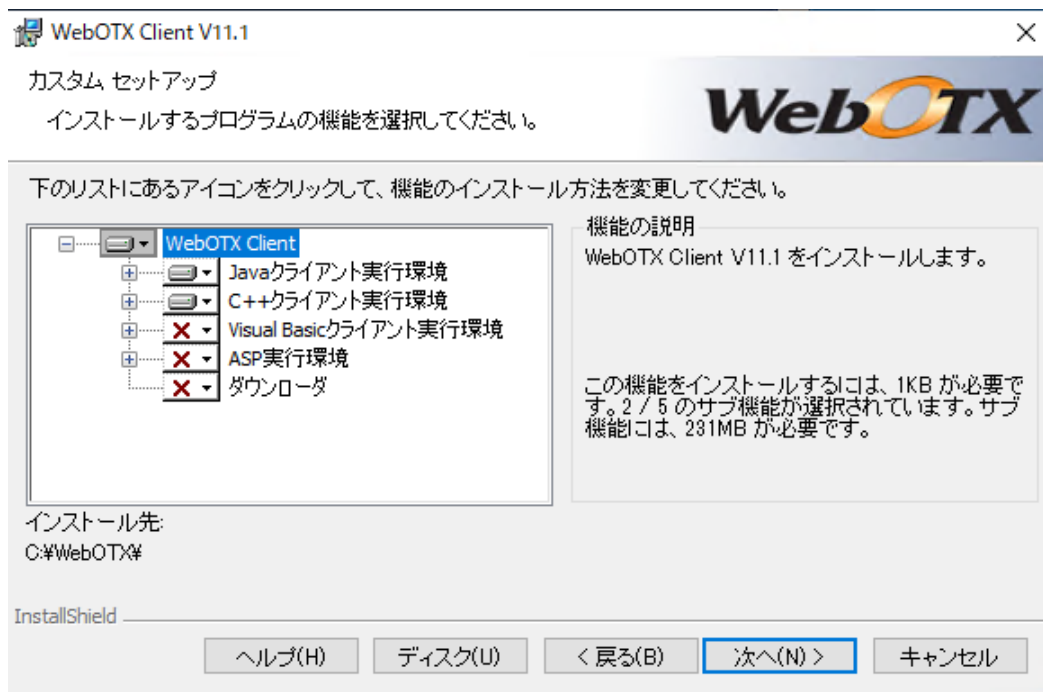 WebOTX Client V11.1
カスタム セットアップ
インストールするプログラムの機能を選択してください。
WebOTX
下のリストにあるアイコンをクリックして、機能のインストール方法を変更してください。
WebOTX Client
Javaクライアント実行環境
C++クライアント実行環境
Visual Basicクライアント実行環境
ASP実行環境
ダウンローダ
機能の説明
WebOTX Client V11.1 をインストールします。
この機能をインストールするには、1KB が必要で
す。2 / 5 のサブ機能が選択されています。サブ
機能には、231MB が必要です。
インストール先:
C:¥WebOTX¥
InstallShield
ヘルプ(H)
ディスク(U)
< 戻る(B)
次へ(N) >
キャンセル